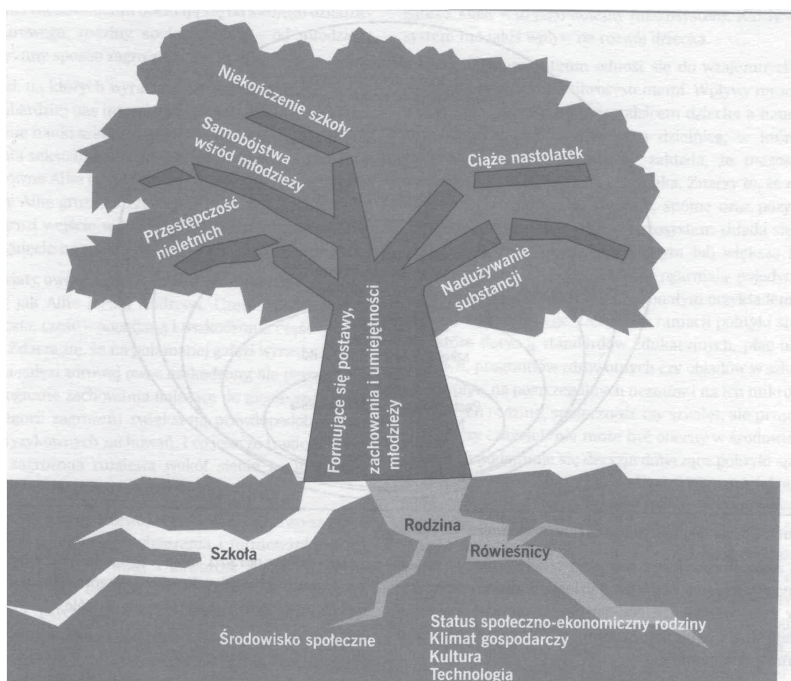 Niekończenie szkoły
Samobójstwa
wśród młodzieży
Ciąże nastolatek
Przestępczość
nieletnich
Nadużywanie
substancji
Formujące się postawy,
zachowania i umiejętności
młodzieży
Szkoła
Rodzina
Rówieśnicy
Środowisko społeczne
Status społeczno-ekonomiczny rodziny
Klimat gospodarczy
Kultura
Technologia